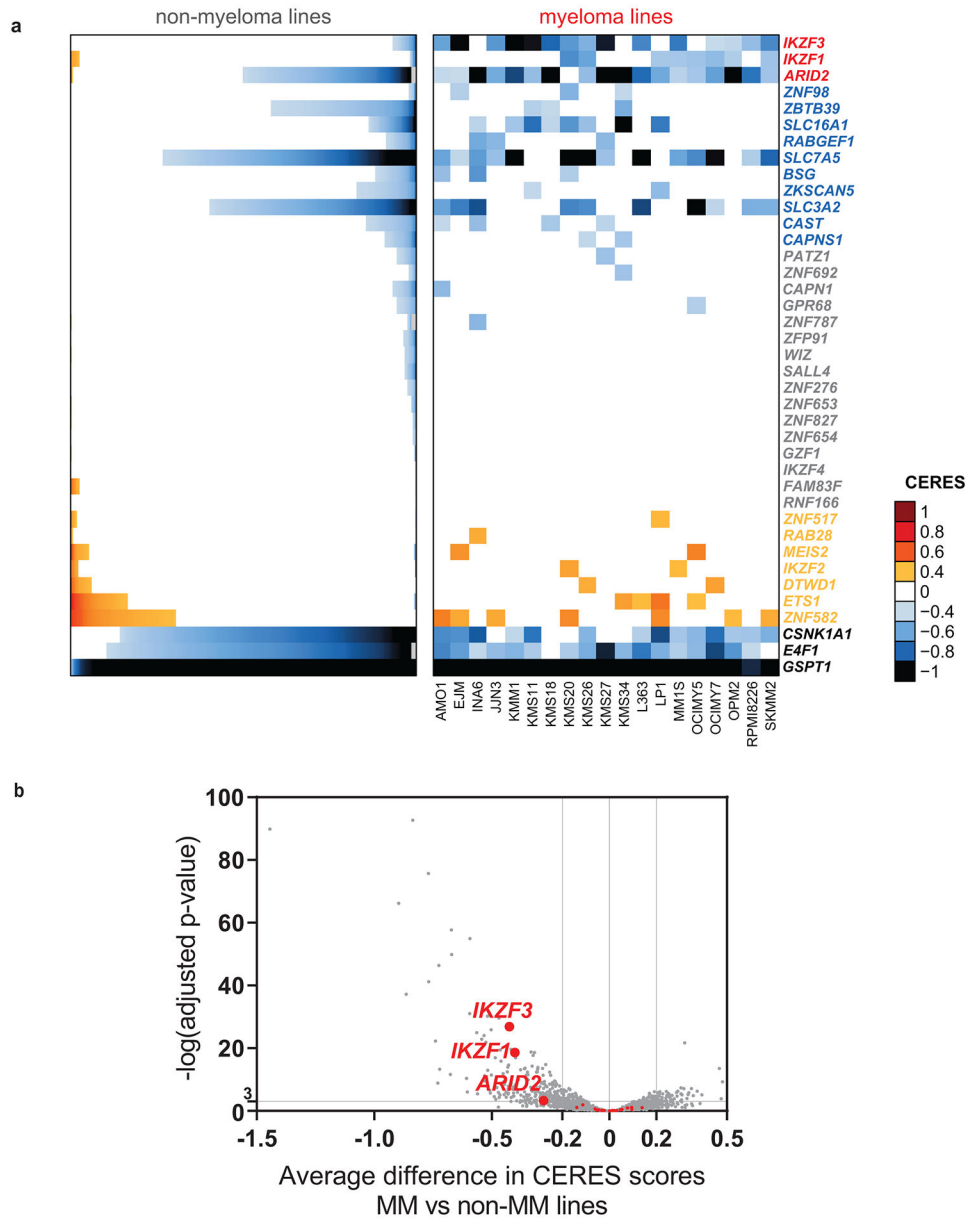 a
non-myeloma lines
myeloma lines
IKZF3
IKZF1
ARID2
ZNF98
ZBTB39
SLC16A1
RABGEF1
SLC7A5
BSG
ZKSCAN5
SLC3A2
CAST
CAPNS1
PATZ1
ZNF692
CAPN1
GPR68
ZNF787
ZFP91
WIZ
SALL4
ZNF276
ZNF653
ZNF827
ZNF654
GZF1
IKZF4
FAM83F
RNF166
ZNF517
RAB28
MEIS2
IKZF2
DTWD1
ETS1
ZNF582
CSNK1A1
E4F1
GSPT1
CERES
1
0.8
0.6
0.4
0
−0.4
−0.6
−0.8
−1
AMO1
EJM
INA6
JJN3
KMM1
KMS11
KMS18
KMS20
KMS26
KMS27
KMS34
L363
LP1
MM1S
OCIMY5
OCIMY7
OPM2
RPMI8226
SKMM2
b
-log(adjusted p-value)
100
80
60
40
20
3
0
IKZF3
IKZF1
ARID2
-1.5
-1.0
-0.5
-0.2
0
0.2
0.5
Average difference in CERES scores
MM vs non-MM lines